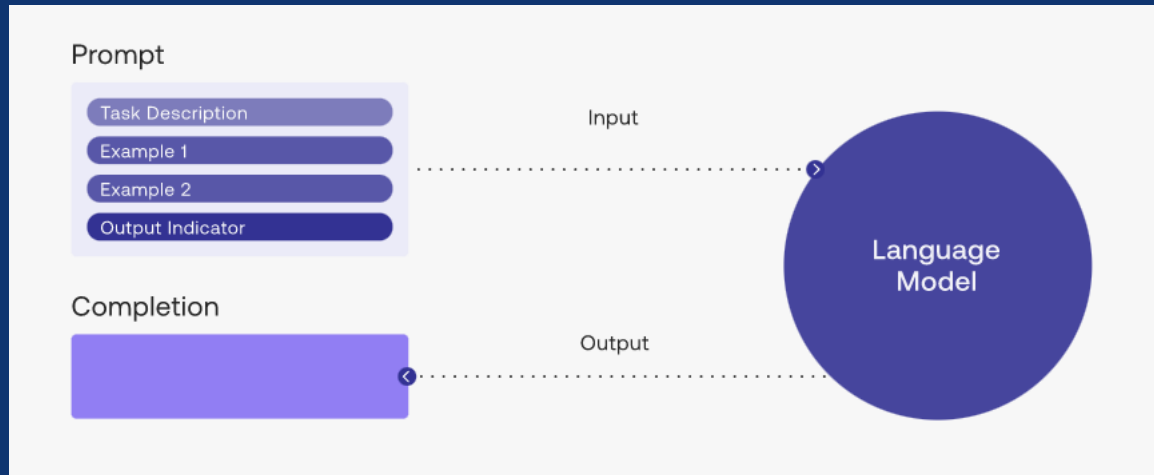 Prompt
Task Description
Example 1
Example 2
Output Indicator
Input
Language
Model
Completion
Output